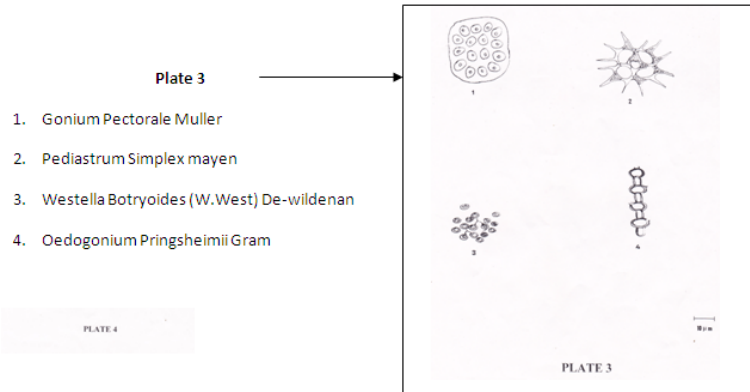 Plate 3
1. Gonium Pectorale Muller
2. Pediastrum Simplex mayen
3. Westella Botryoides (W.West) De-wildenan
4. Oedogonium Pringsheimii Gram
PLATE 4
1
2
3
4
PLATE 3